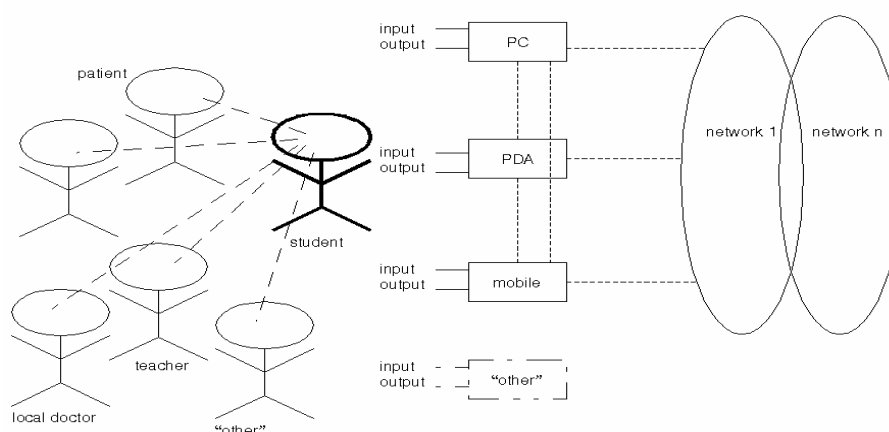 patient
student
teacher
local doctor
“other”
input
output
PC
input
output
PDA
input
output
mobile
input
output
“other”
network 1
network n